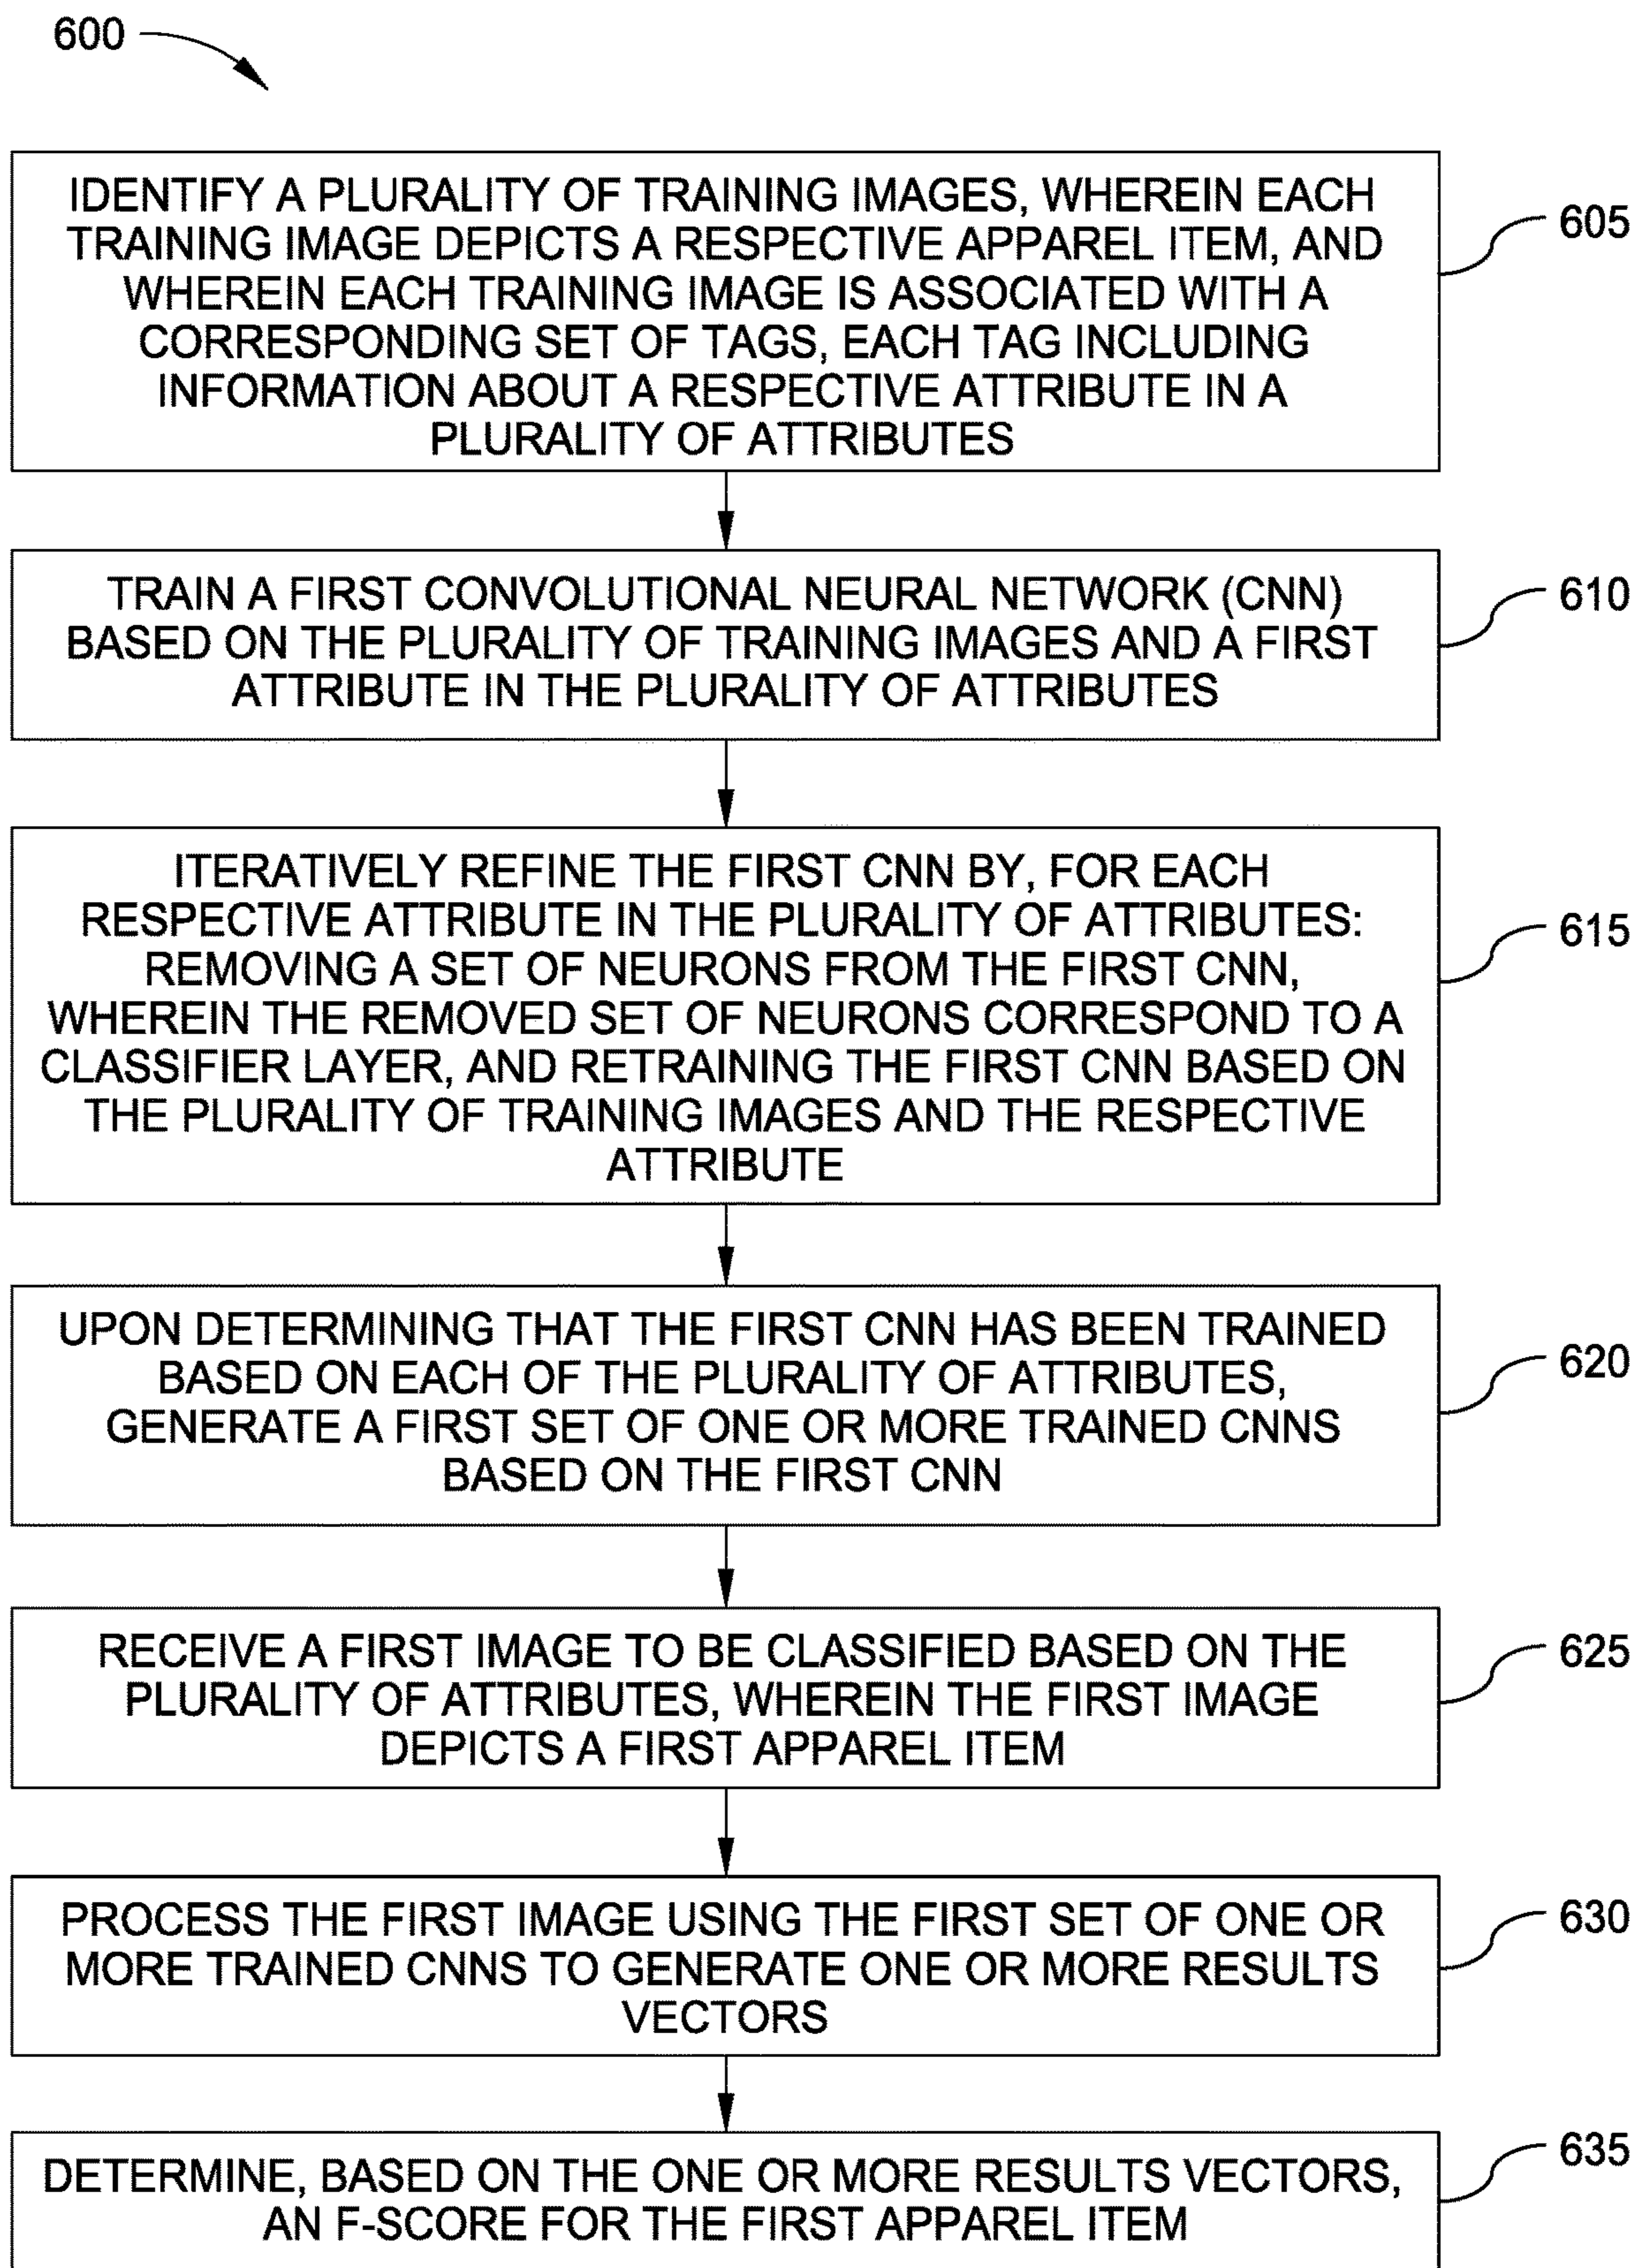 600
IDENTIFY A PLURALITY OF TRAINING IMAGES, WHEREIN EACH
TRAINING IMAGE DEPICTS A RESPECTIVE APPAREL ITEM, AND
WHEREIN EACH TRAINING IMAGE IS ASSOCIATED WITH A
CORRESPONDING SET OF TAGS, EACH TAG INCLUDING
INFORMATION ABOUT A RESPECTIVE ATTRIBUTE IN A
PLURALITY OF ATTRIBUTES
605
TRAIN A FIRST CONVOLUTIONAL NEURAL NETWORK (CNN)
BASED ON THE PLURALITY OF TRAINING IMAGES AND A FIRST
ATTRIBUTE IN THE PLURALITY OF ATTRIBUTES
610
ITERATIVELY REFINE THE FIRST CNN BY, FOR EACH
RESPECTIVE ATTRIBUTE IN THE PLURALITY OF ATTRIBUTES:
REMOVING A SET OF NEURONS FROM THE FIRST CNN,
WHEREIN THE REMOVED SET OF NEURONS CORRESPOND TO A
CLASSIFIER LAYER, AND RETRAINING THE FIRST CNN BASED ON
THE PLURALITY OF TRAINING IMAGES AND THE RESPECTIVE
ATTRIBUTE
615
UPON DETERMINING THAT THE FIRST CNN HAS BEEN TRAINED
BASED ON EACH OF THE PLURALITY OF ATTRIBUTES,
GENERATE A FIRST SET OF ONE OR MORE TRAINED CNNS
BASED ON THE FIRST CNN
620
RECEIVE A FIRST IMAGE TO BE CLASSIFIED BASED ON THE
PLURALITY OF ATTRIBUTES, WHEREIN THE FIRST IMAGE
DEPICTS A FIRST APPAREL ITEM
625
PROCESS THE FIRST IMAGE USING THE FIRST SET OF ONE OR
MORE TRAINED CNNS TO GENERATE ONE OR MORE RESULTS
VECTORS
630
DETERMINE, BASED ON THE ONE OR MORE RESULTS VECTORS,
AN F-SCORE FOR THE FIRST APPAREL ITEM
635